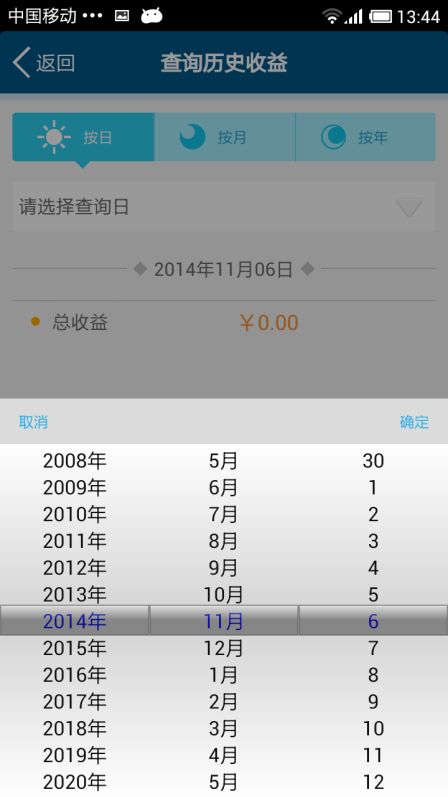 中国移动 ••• 13:44
返回 查询历史收益
按日 按月 按年
请选择查询日
2014年11月06日
总收益 ￥0.00
取消 确定
2008年 5月 30
2009年 6月 1
2010年 7月 2
2011年 8月 3
2012年 9月 4
2013年 10月 5
2014年 11月 6
2015年 12月 7
2016年 1月 8
2017年 2月 9
2018年 3月 10
2019年 4月 11
2020年 5月 12